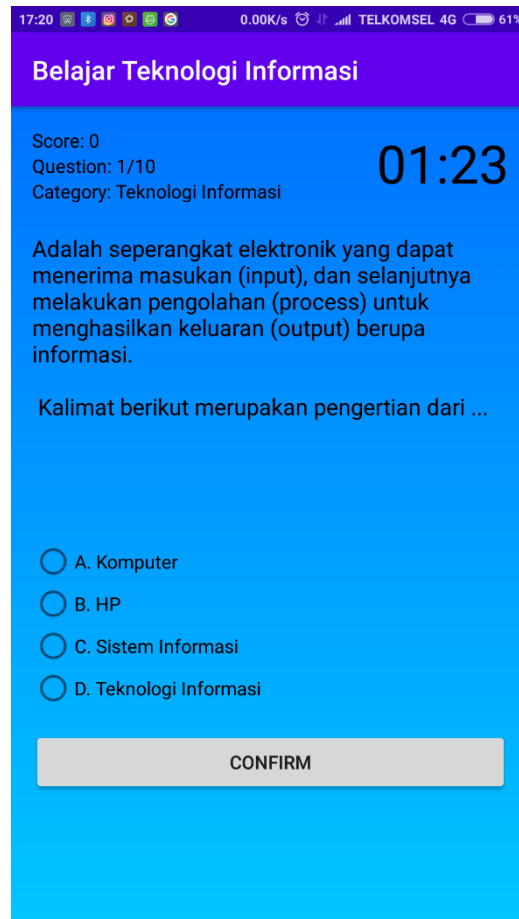 17:20 0.00K/s TELKOMSEL 4G 61%
Belajar Teknologi Informasi
Score: 0
Question: 1/10
Category: Teknologi Informasi
01:23
Adalah seperangkat elektronik yang dapat
menerima masukan (input), dan selanjutnya
melakukan pengolahan (process) untuk
menghasilkan keluaran (output) berupa
informasi.
Kalimat berikut merupakan pengertian dari ...
A. Komputer
B. HP
C. Sistem Informasi
D. Teknologi Informasi
CONFIRM